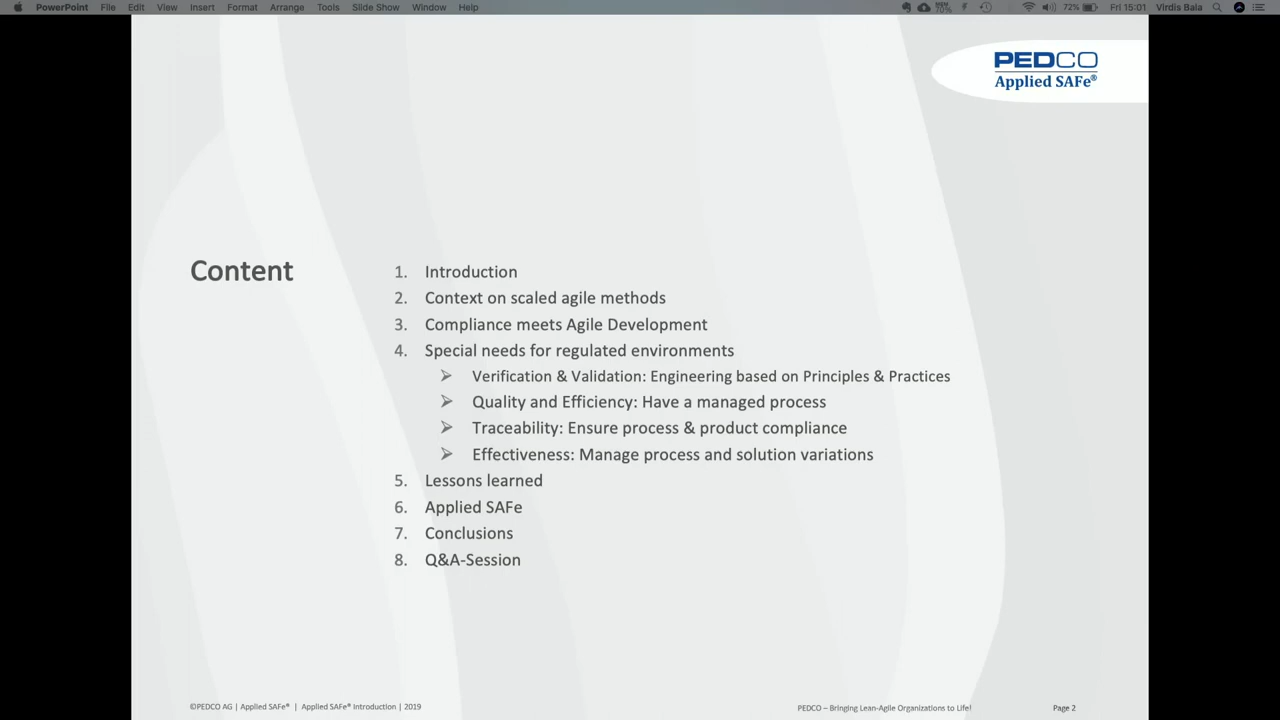 PowerPoint File Edit View Insert Format Arrange Tools Slide Show Window Help 72% Fri 15:01 Virdis Bala
PEDCO
Applied SAFe®
Content
1. Introduction
2. Context on scaled agile methods
3. Compliance meets Agile Development
4. Special needs for regulated environments
➢ Verification & Validation: Engineering based on Principles & Practices
➢ Quality and Efficiency: Have a managed process
➢ Traceability: Ensure process & product compliance
➢ Effectiveness: Manage process and solution variations
5. Lessons learned
6. Applied SAFe
7. Conclusions
8. Q&A-Session
©PEDCO AG | Applied SAFe® | Applied SAFe® Introduction | 2019
PEDCO – Bringing Lean-Agile Organizations to Life!
Page 2